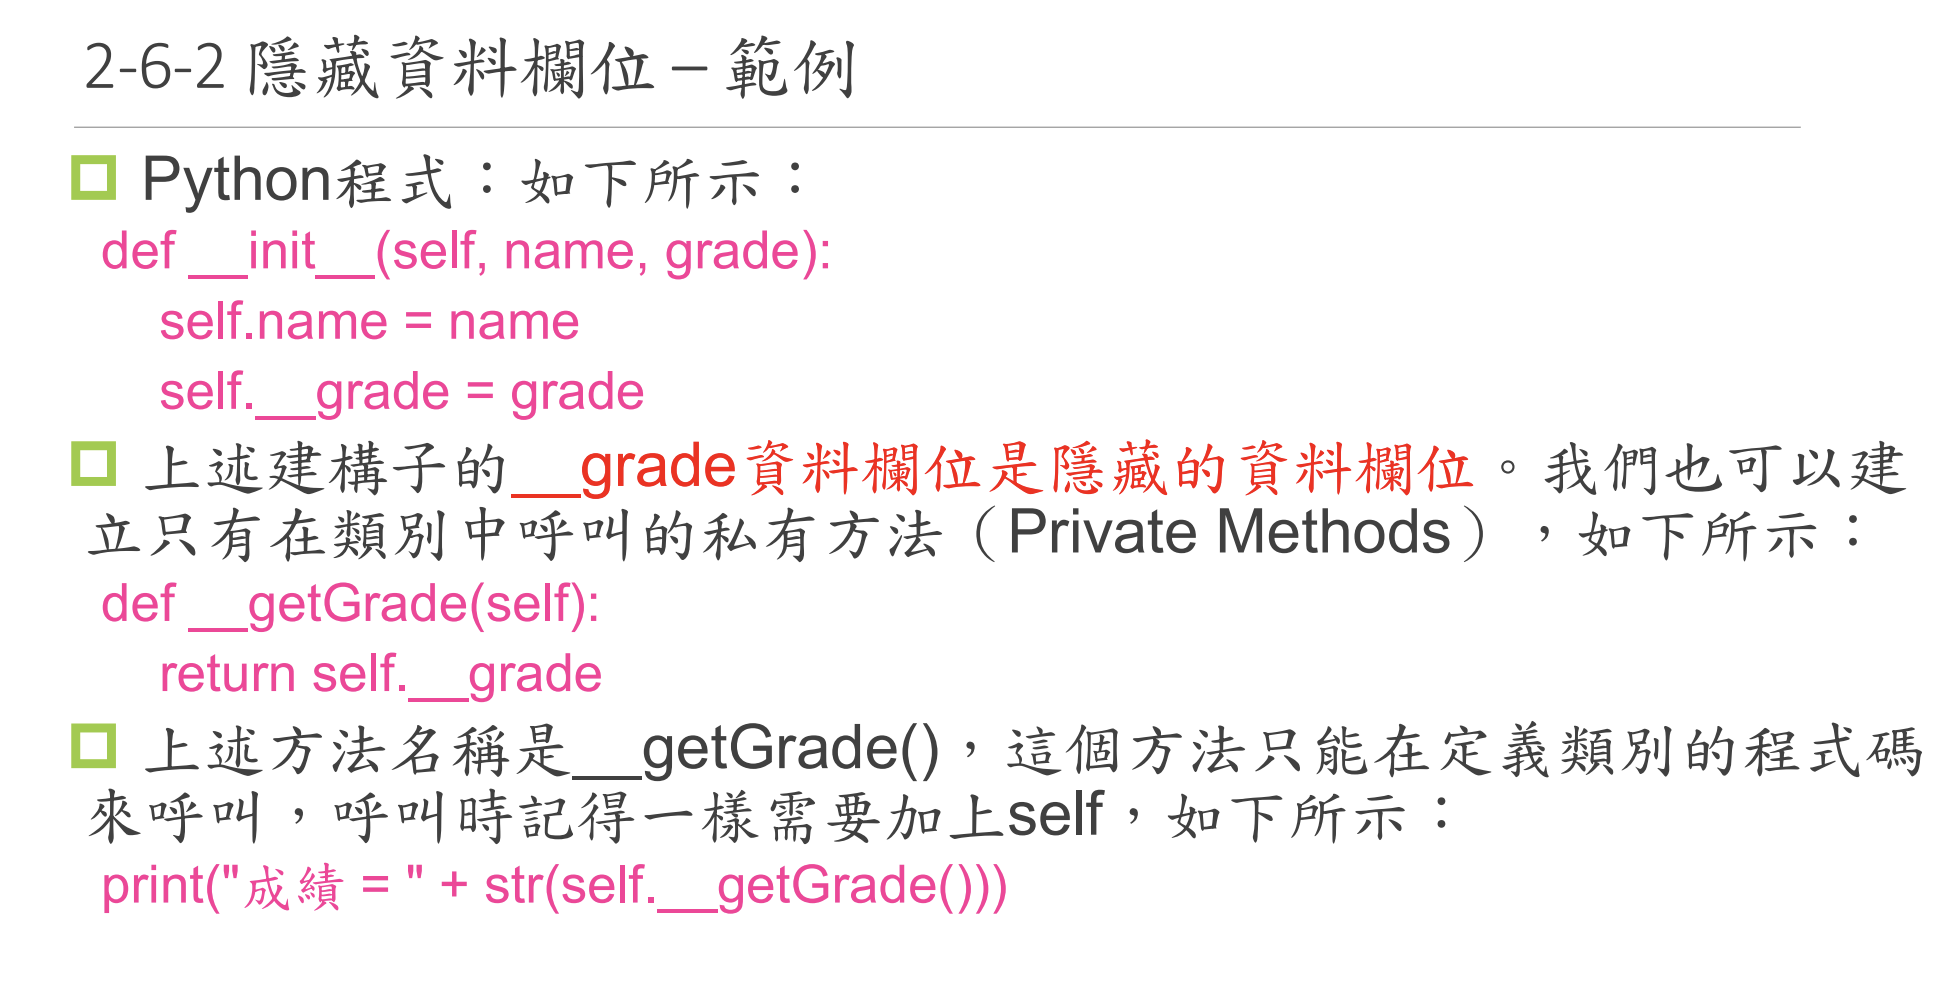 2-6-2 隱藏資料欄位 – 範例
Python程式：如下所示：
def __init__(self, name, grade):
self.name = name
self.__grade = grade
上述建構子的__grade資料欄位是隱藏的資料欄位。我們也可以建
立只有在類別中呼叫的私有方法（Private Methods），如下所示：
def __getGrade(self):
return self.__grade
上述方法名稱是__getGrade()，這個方法只能在定義類別的程式碼
來呼叫，呼叫時記得一樣需要加上self，如下所示：
print("成績 = " + str(self.__getGrade()))